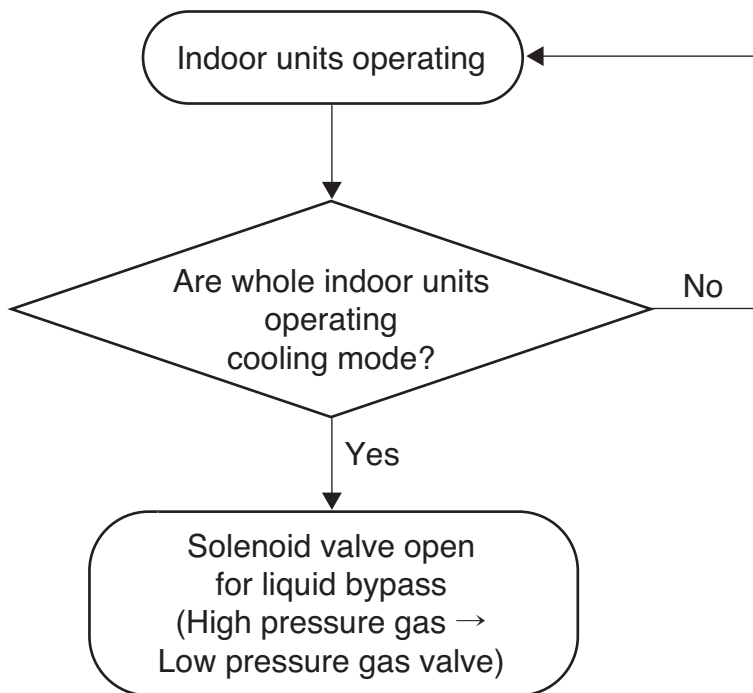 Indoor units operating
Are whole indoor units
operating
cooling mode?
No
Yes
Solenoid valve open
for liquid bypass
(High pressure gas →
Low pressure gas valve)